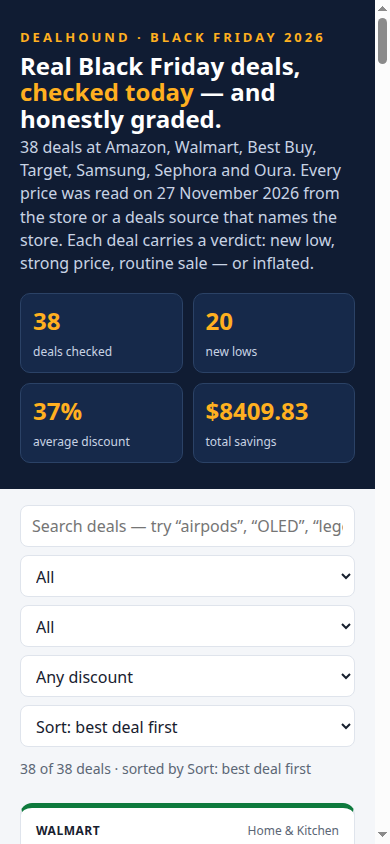 DEALHOUND · BLACK FRIDAY 2026
Real Black Friday deals,
checked today — and
honestly graded.
38 deals at Amazon, Walmart, Best Buy,
Target, Samsung, Sephora and Oura. Every
price was read on 27 November 2026 from
the store or a deals source that names the
store. Each deal carries a verdict: new low,
strong price, routine sale — or inflated.
38
deals checked
20
new lows
37%
average discount
$8409.83
total savings
Search deals — try “airpods”, “OLED”, “leg
All
All
Any discount
Sort: best deal first
38 of 38 deals · sorted by Sort: best deal first
WALMART
Home & Kitchen